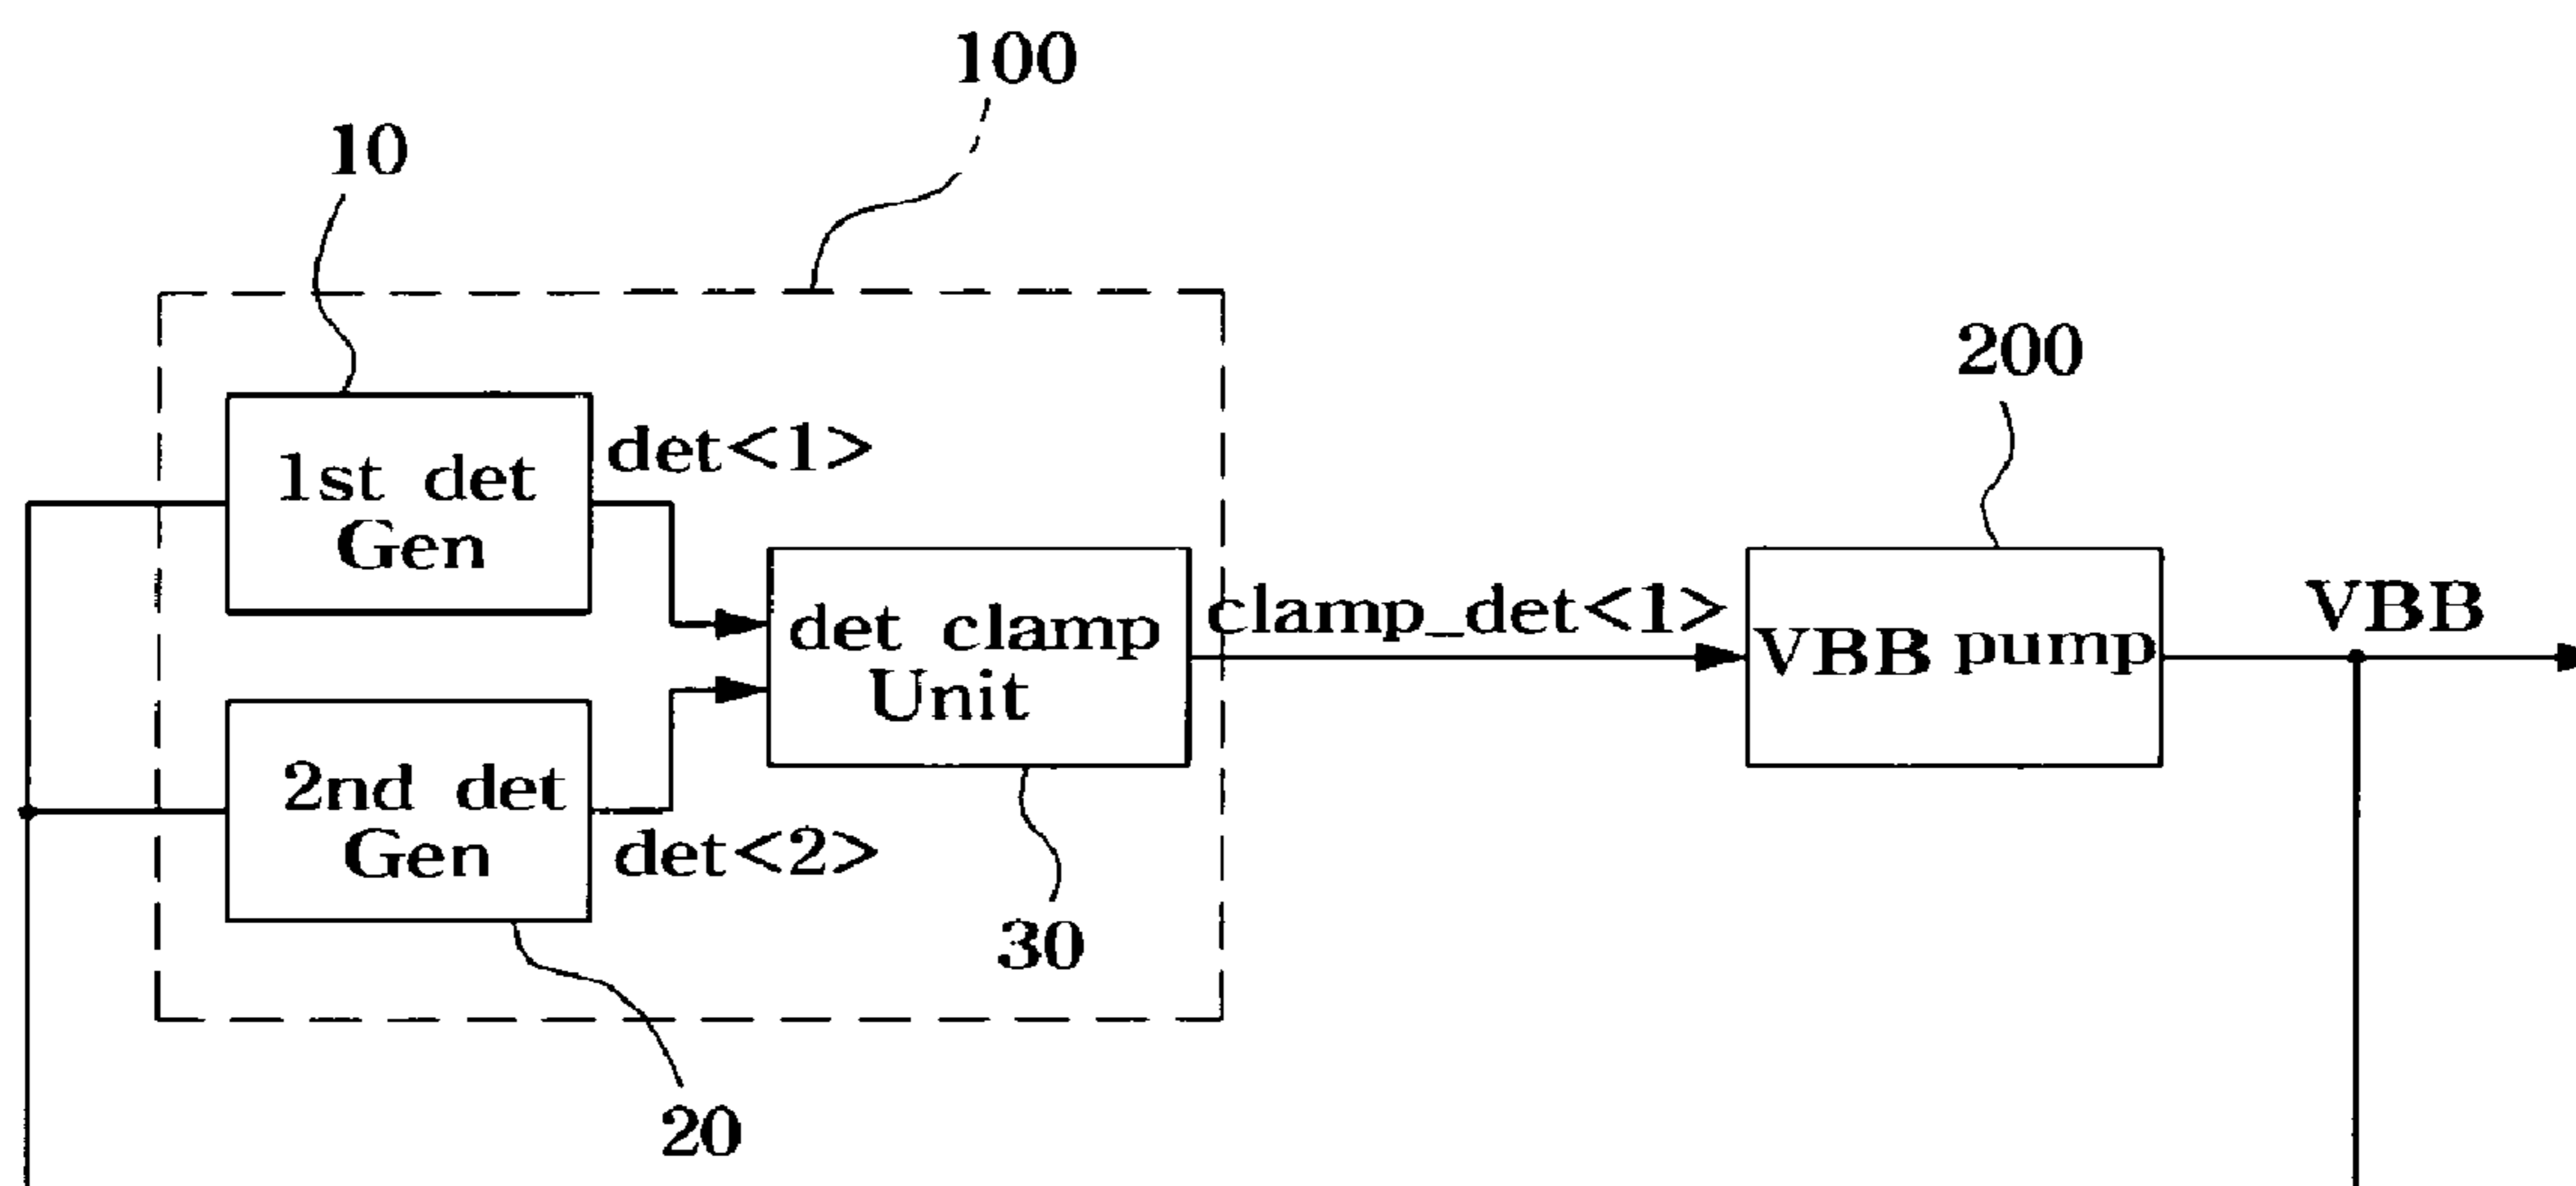 100
10
200
det<1>
1st det
Gen
clamp_det<1>
VBB
det clamp
Unit
VBB pump
2nd det
Gen
det<2>
30
20